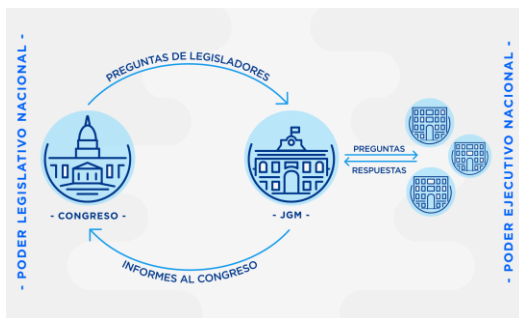 - PODER LEGISLATIVO NACIONAL -
PREGUNTAS DE LEGISLADORES
- CONGRESO -
- JGM -
PREGUNTAS
RESPUESTAS
INFORMES AL CONGRESO
- PODER EJECUTIVO NACIONAL -